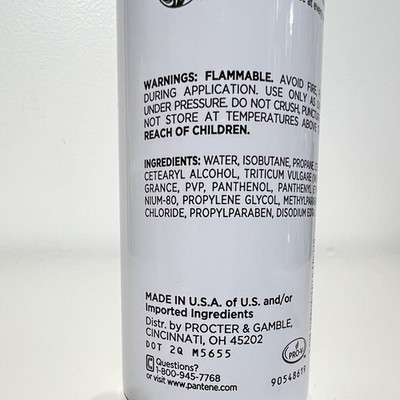 WARNINGS: FLAMMABLE. AVOID FIRE,
DURING APPLICATION. USE ONLY AS
UNDER PRESSURE. DO NOT CRUSH, PUNCT
NOT STORE AT TEMPERATURES ABOVE
REACH OF CHILDREN.
INGREDIENTS: WATER, ISOBUTANE, PROPANE,
CETEARYL ALCOHOL, TRITICUM VULGARE
GRANCE, PVP, PANTHENOL, PANTHENYL ET
NIUM-80, PROPYLENE GLYCOL, METHYLPARA
CHLORIDE, PROPYLPARABEN, DISODIUM EDTA
MADE IN U.S.A. of U.S. and/or
Imported Ingredients
Distr. by PROCTER & GAMBLE,
CINCINNATI, OH 45202
DOT 2Q M5655
Questions?
1-800-945-7768
or visit www.pantene.com
PRO-V
90548619